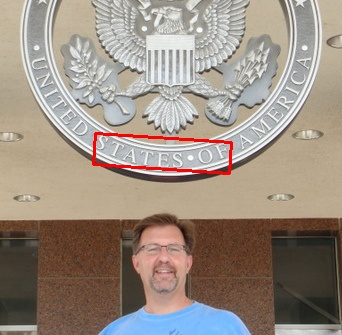 UNITED STATES • OF AMERICA